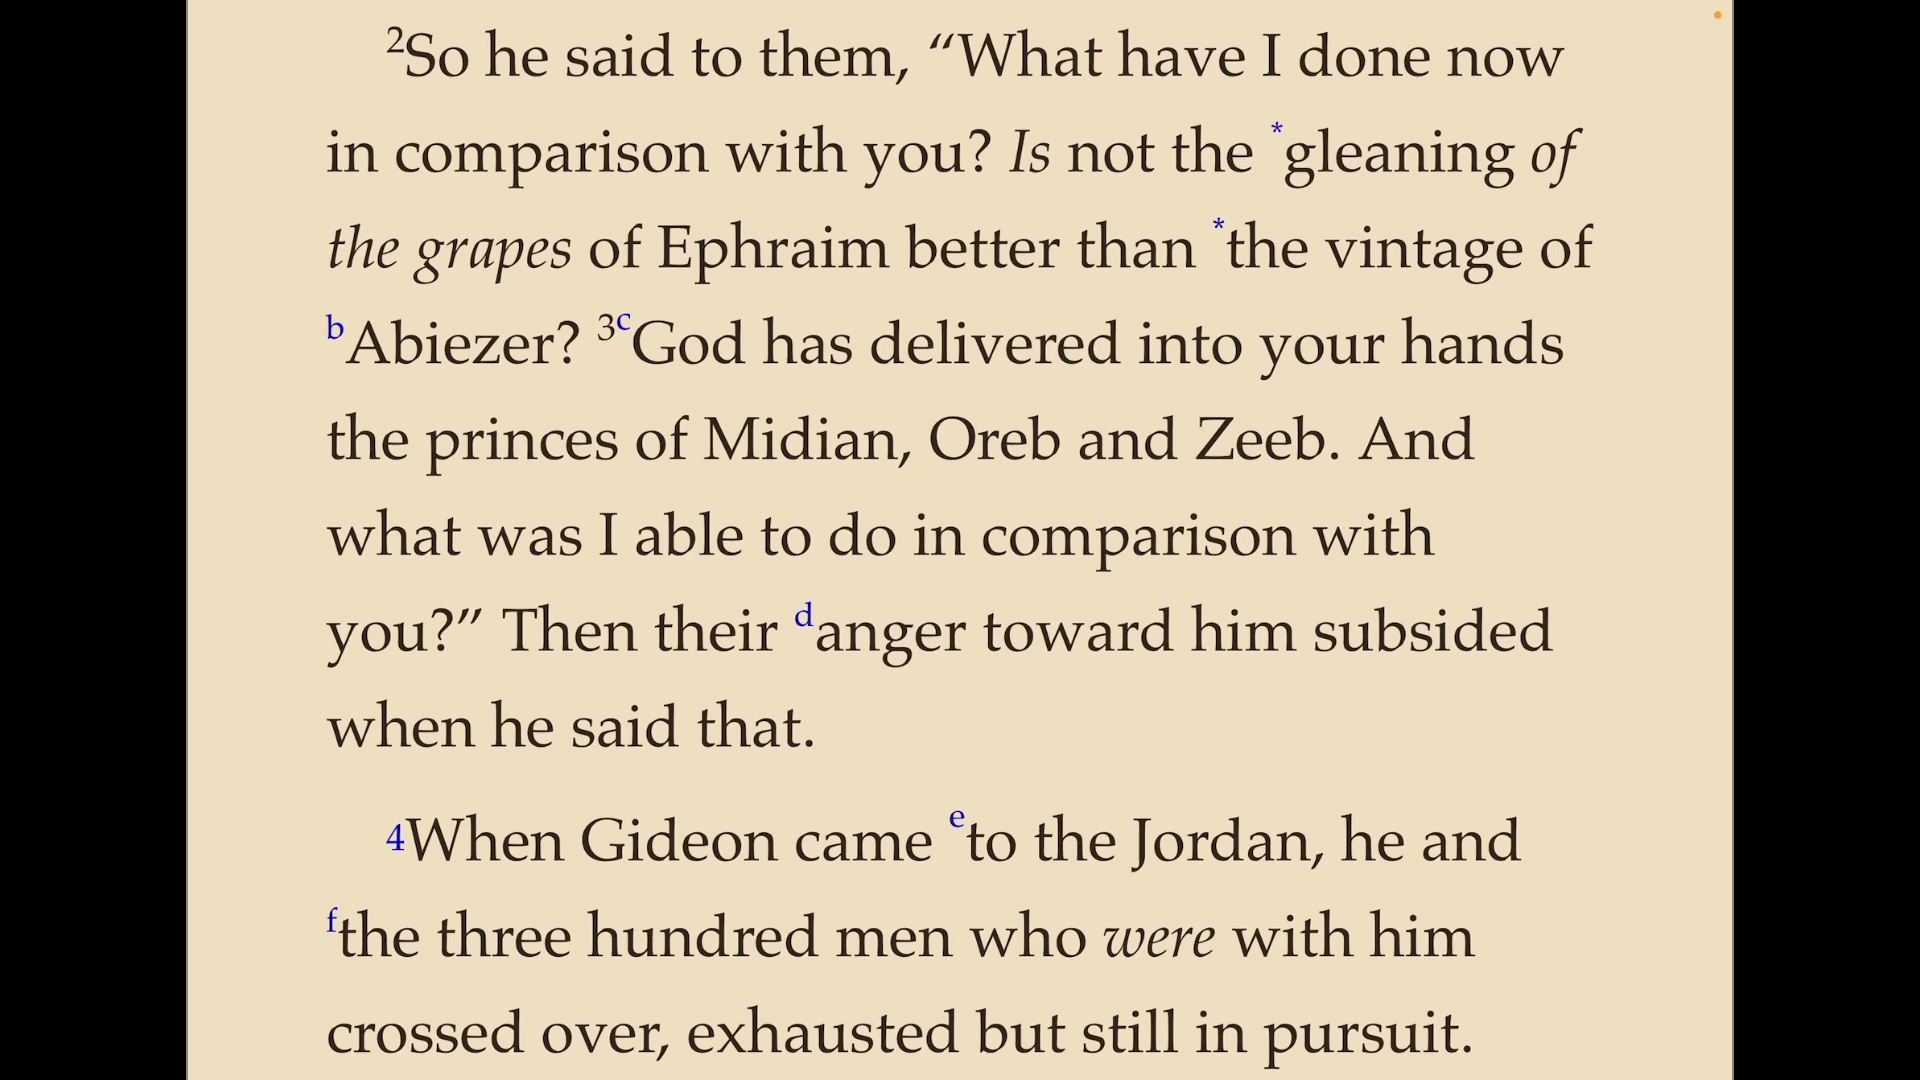 2So he said to them, “What have I done now
in comparison with you? Is not the *gleaning of
the grapes of Ephraim better than *the vintage of
bAbiezer? 3cGod has delivered into your hands
the princes of Midian, Oreb and Zeeb. And
what was I able to do in comparison with
you?” Then their danger toward him subsided
when he said that.
4When Gideon came eto the Jordan, he and
fthe three hundred men who were with him
crossed over, exhausted but still in pursuit.